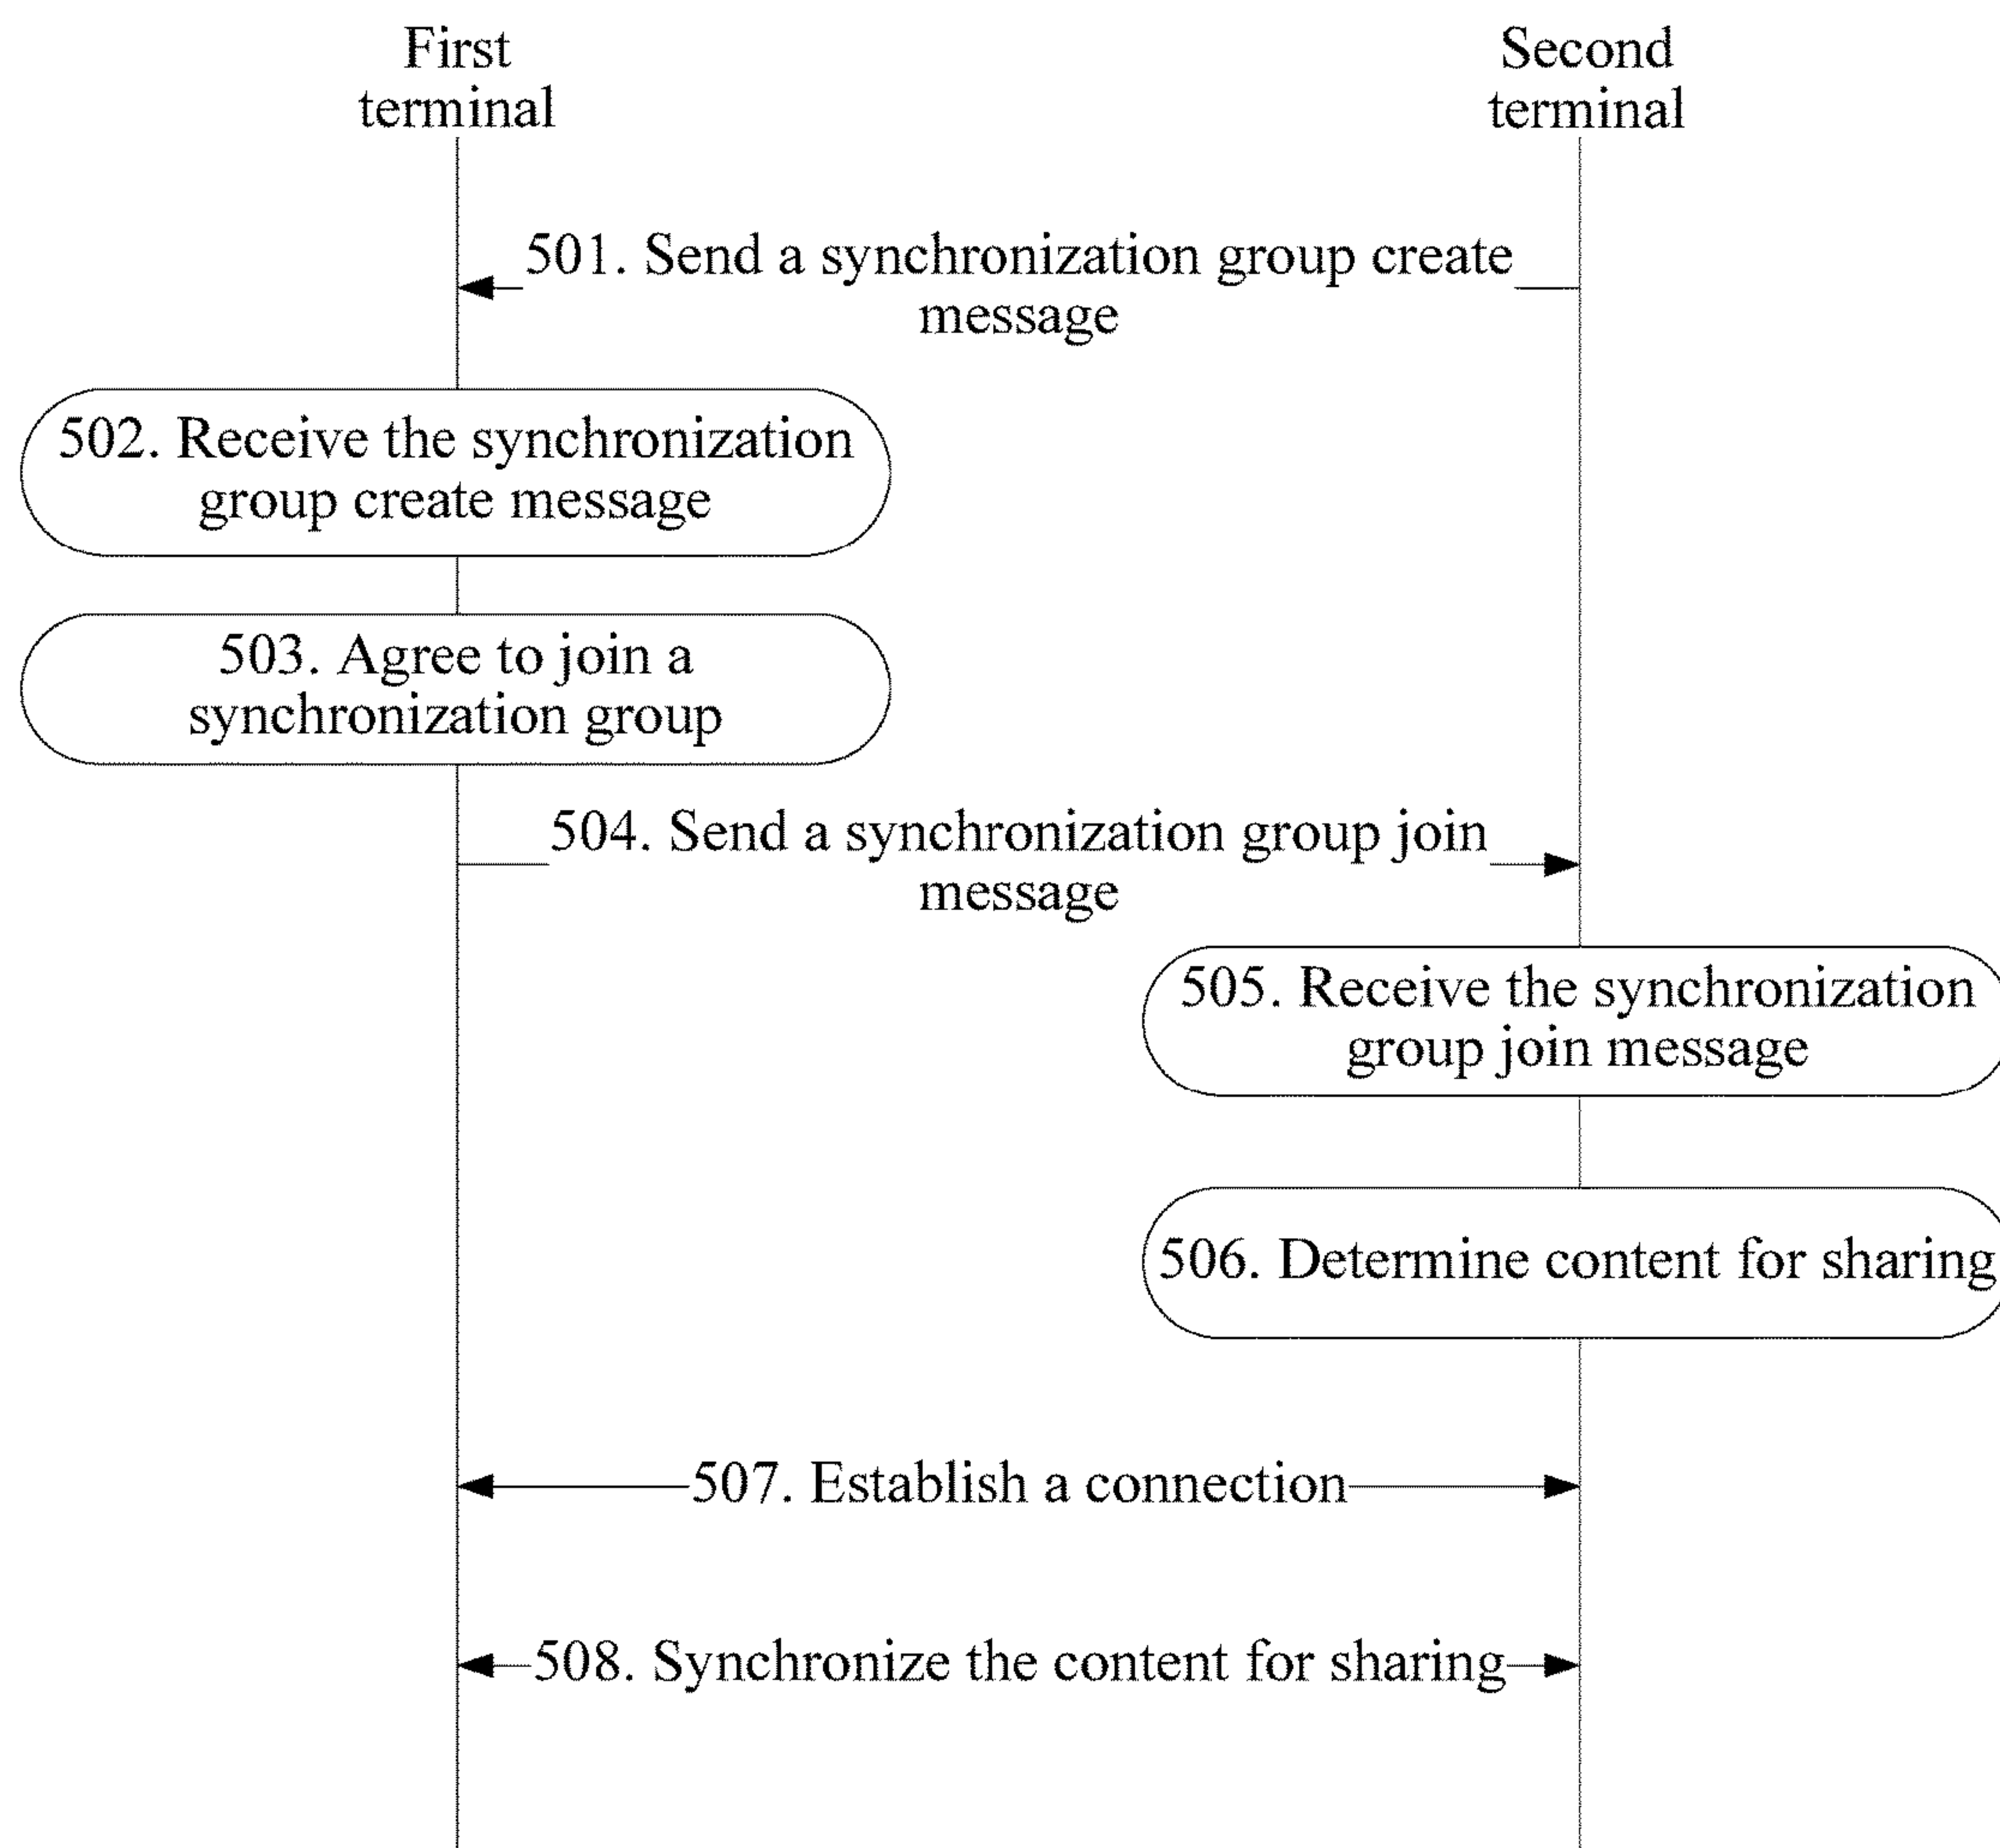 First
terminal
Second
terminal
501. Send a synchronization group create
message
502. Receive the synchronization
group create message
503. Agree to join a
synchronization group
504. Send a synchronization group join
message
505. Receive the synchronization
group join message
506. Determine content for sharing
507. Establish a connection
508. Synchronize the content for sharing